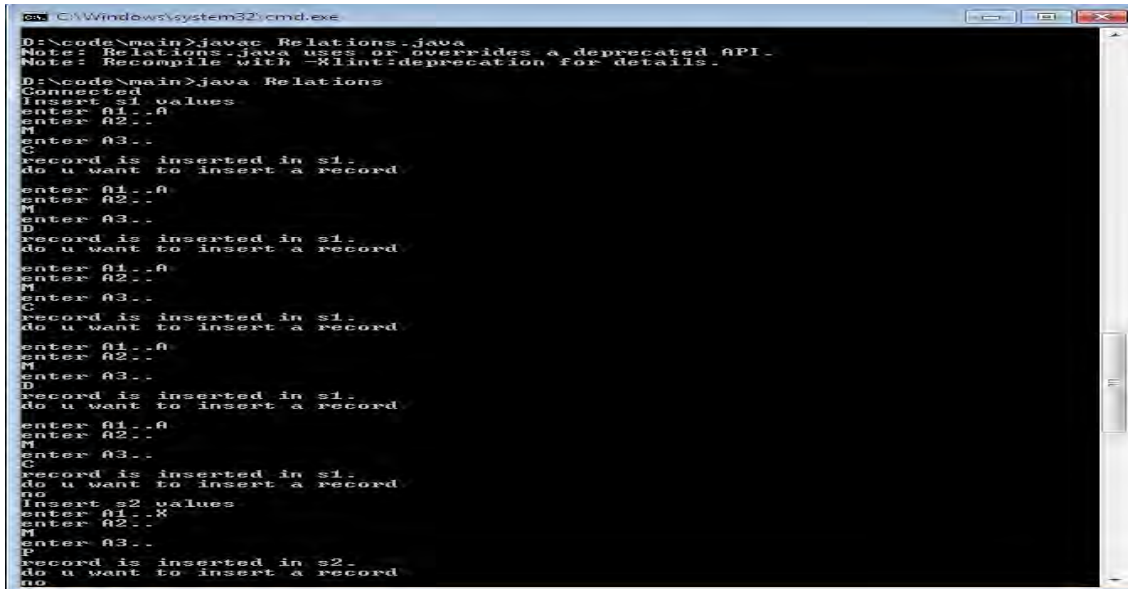 C:\Windows\system32\cmd.exe
D:\code\main>javac Relations.java
Note: Relations.java uses or overrides a deprecated API.
Note: Recompile with -Xlint:deprecation for details.
D:\code\main>java Relations
Connected
Insert s1 values
enter A1..A
enter A2..
M
enter A3..
C
record is inserted in s1.
do u want to insert a record
enter A1..A
enter A2..
M
enter A3..
D
record is inserted in s1.
do u want to insert a record
enter A1..A
enter A2..
M
enter A3..
C
record is inserted in s1.
do u want to insert a record
enter A1..A
enter A2..
M
enter A3..
D
record is inserted in s1.
do u want to insert a record
enter A1..A
enter A2..
M
enter A3..
C
record is inserted in s1.
do u want to insert a record
no
Insert s2 values
enter A1..X
enter A2..
M
enter A3..
P
record is inserted in s2.
do u want to insert a record
no